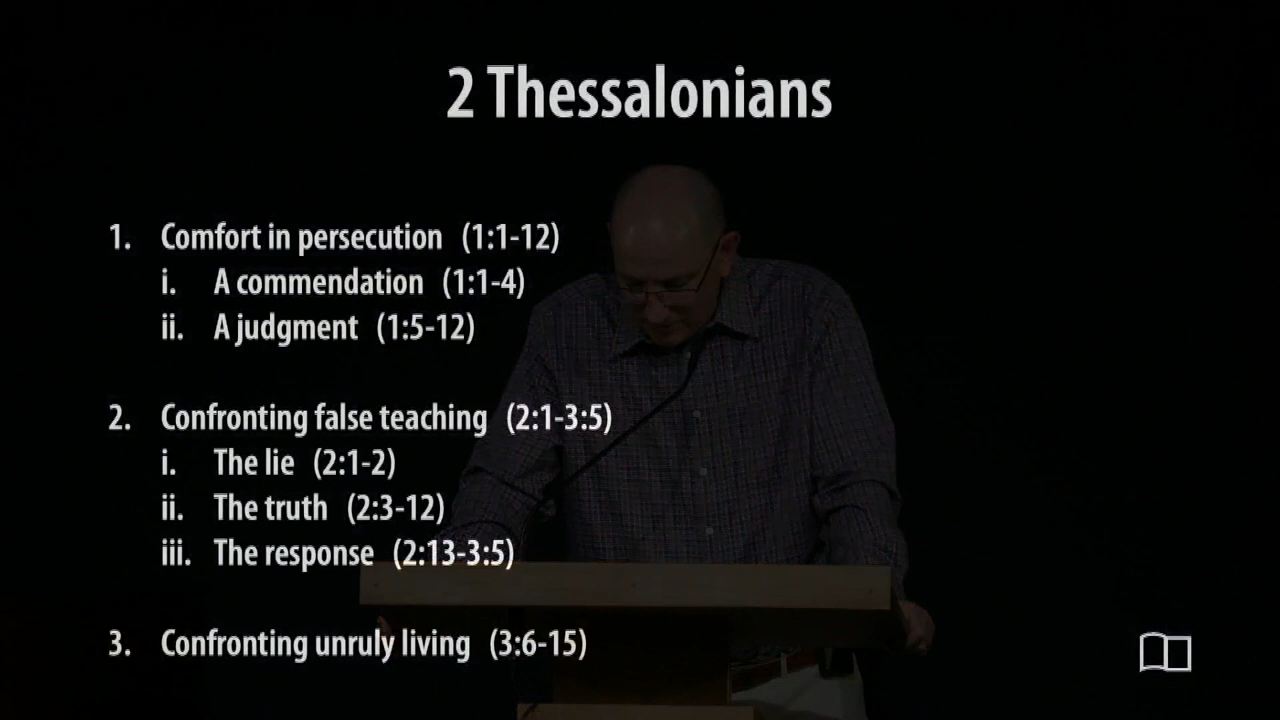 2 Thessalonians
1. Comfort in persecution (1:1-12)
i. A commendation (1:1-4)
ii. A judgment (1:5-12)
2. Confronting false teaching (2:1-3:5)
i. The lie (2:1-2)
ii. The truth (2:3-12)
iii. The response (2:13-3:5)
3. Confronting unruly living (3:6-15)